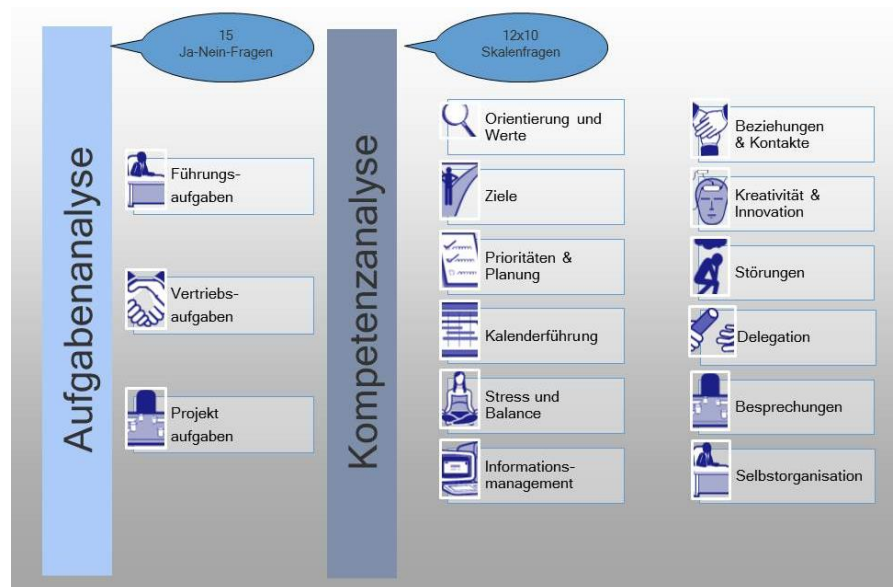 15
Ja-Nein-Fragen
Aufgabenanalyse
Führungs-
aufgaben
Vertriebs-
aufgaben
Projekt
aufgaben
12x10
Skalenfragen
Kompetenzanalyse
Orientierung und
Werte
Ziele
Prioritäten &
Planung
Kalenderführung
Stress und
Balance
Informations-
management
Beziehungen
& Kontakte
Kreativität &
Innovation
Störungen
Delegation
Besprechungen
Selbstorganisation